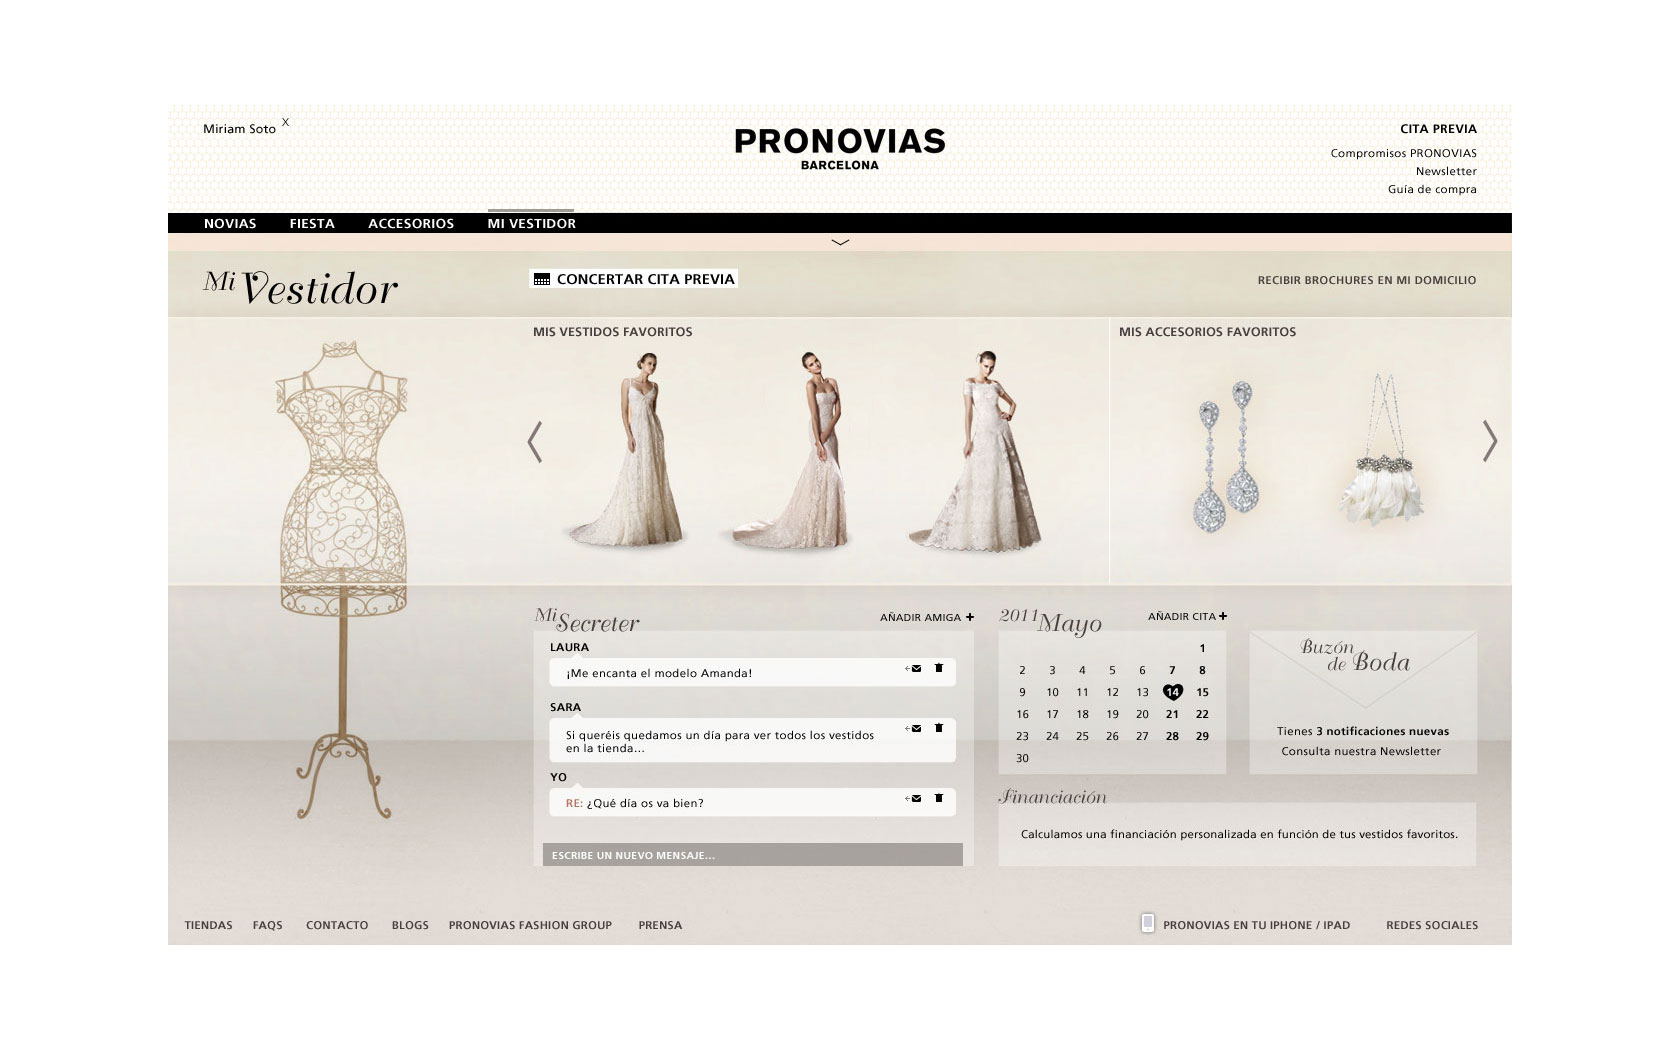 Miriam Soto X
PRONOVIAS
BARCELONA
CITA PREVIA
Compromisos PRONOVIAS
Newsletter
Guía de compra
NOVIAS FIESTA ACCESORIOS MI VESTIDOR
Mi Vestidor
CONCERTAR CITA PREVIA
RECIBIR BROCHURES EN MI DOMICILIO
MIS VESTIDOS FAVORITOS
MIS ACCESORIOS FAVORITOS
Mi Secreter
AÑADIR AMIGA +
LAURA
¡Me encanta el modelo Amanda!
SARA
Si queréis quedamos un día para ver todos los vestidos
en la tienda...
YO
RE: ¿Qué día os va bien?
ESCRIBE UN NUEVO MENSAJE...
2011 Mayo
AÑADIR CITA +
1
2 3 4 5 6 7 8
9 10 11 12 13 14 15
16 17 18 19 20 21 22
23 24 25 26 27 28 29
30
Buzón
de Boda
Tienes 3 notificaciones nuevas
Consulta nuestra Newsletter
Financiación
Calculamos una financiación personalizada en función de tus vestidos favoritos.
TIENDAS FAQS CONTACTO BLOGS PRONOVIAS FASHION GROUP PRENSA
PRONOVIAS EN TU IPHONE / IPAD REDES SOCIALES